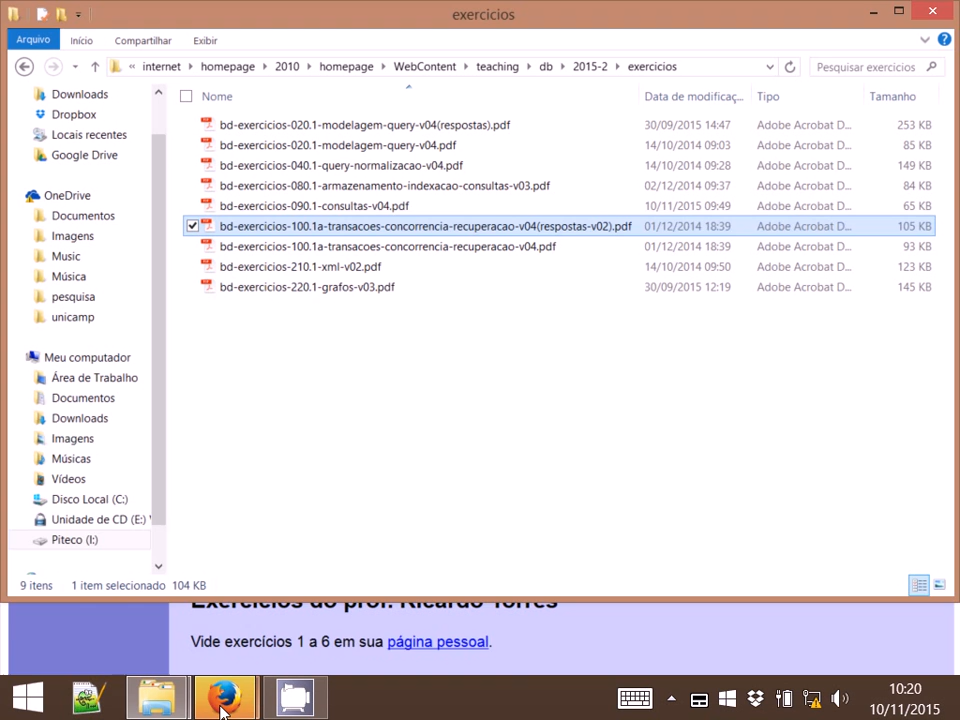 exercicios
Arquivo Início Compartilhar Exibir
« internet homepage 2010 homepage WebContent teaching db 2015-2 exercicios Pesquisar exercicios
Nome Data de modificaç... Tipo Tamanho
Downloads
Dropbox
Locais recentes
Google Drive
OneDrive
Documentos
Imagens
Music
Música
pesquisa
unicamp
Meu computador
Área de Trabalho
Documentos
Downloads
Imagens
Músicas
Vídeos
Disco Local (C:)
Unidade de CD (E:)
Piteco (I:)
bd-exercicios-020.1-modelagem-query-v04(respostas).pdf 30/09/2015 14:47 Adobe Acrobat D... 253 KB
bd-exercicios-020.1-modelagem-query-v04.pdf 14/10/2014 09:03 Adobe Acrobat D... 85 KB
bd-exercicios-040.1-query-normalizacao-v04.pdf 14/10/2014 09:28 Adobe Acrobat D... 149 KB
bd-exercicios-080.1-armazenamento-indexacao-consultas-v03.pdf 02/12/2014 09:37 Adobe Acrobat D... 84 KB
bd-exercicios-090.1-consultas-v04.pdf 10/11/2015 09:49 Adobe Acrobat D... 65 KB
bd-exercicios-100.1a-transacoes-concorrencia-recuperacao-v04(respostas-v02).pdf 01/12/2014 18:39 Adobe Acrobat D... 105 KB
bd-exercicios-100.1a-transacoes-concorrencia-recuperacao-v04.pdf 01/12/2014 18:39 Adobe Acrobat D... 93 KB
bd-exercicios-210.1-xml-v02.pdf 14/10/2014 09:50 Adobe Acrobat D... 123 KB
bd-exercicios-220.1-grafos-v03.pdf 30/09/2015 12:19 Adobe Acrobat D... 145 KB
9 itens 1 item selecionado 104 KB
Exercícios do prof. Ricardo Torres
Vide exercícios 1 a 6 em sua página pessoal.
10:20
10/11/2015